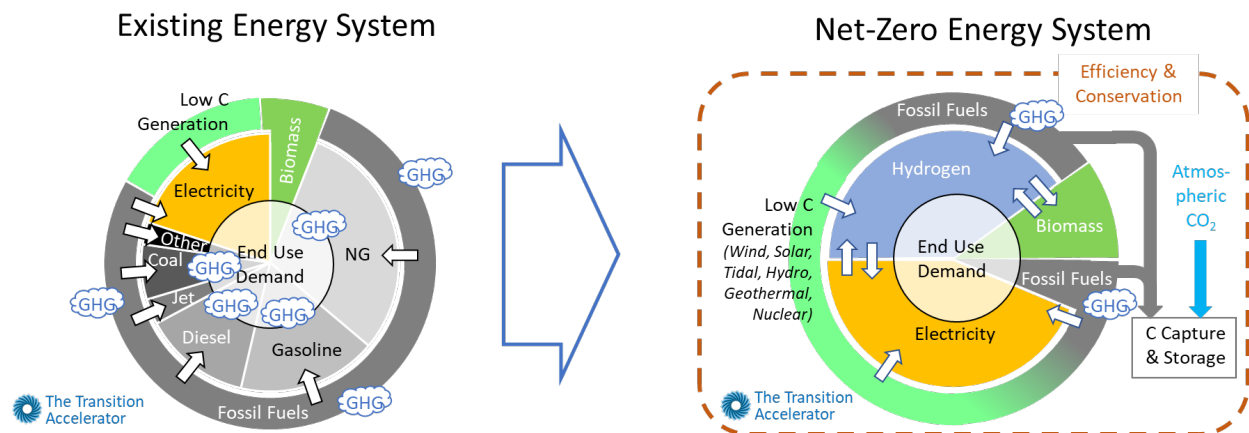 Existing Energy System
Low C
Generation
Biomass
Electricity
GHG
GHG
Other
End Use
Demand
NG
Coal
GHG
Jet
GHG
GHG
GHG
Diesel
Gasoline
Fossil Fuels
GHG
The Transition
Accelerator
Net-Zero Energy System
Efficiency &
Conservation
Fossil Fuels
GHG
Hydrogen
Atmos-
pheric
CO2
Low C
Generation
(Wind, Solar,
Tidal, Hydro,
Geothermal,
Nuclear)
Biomass
End Use
Demand
Fossil Fuels
GHG
Electricity
C Capture
& Storage
The Transition
Accelerator